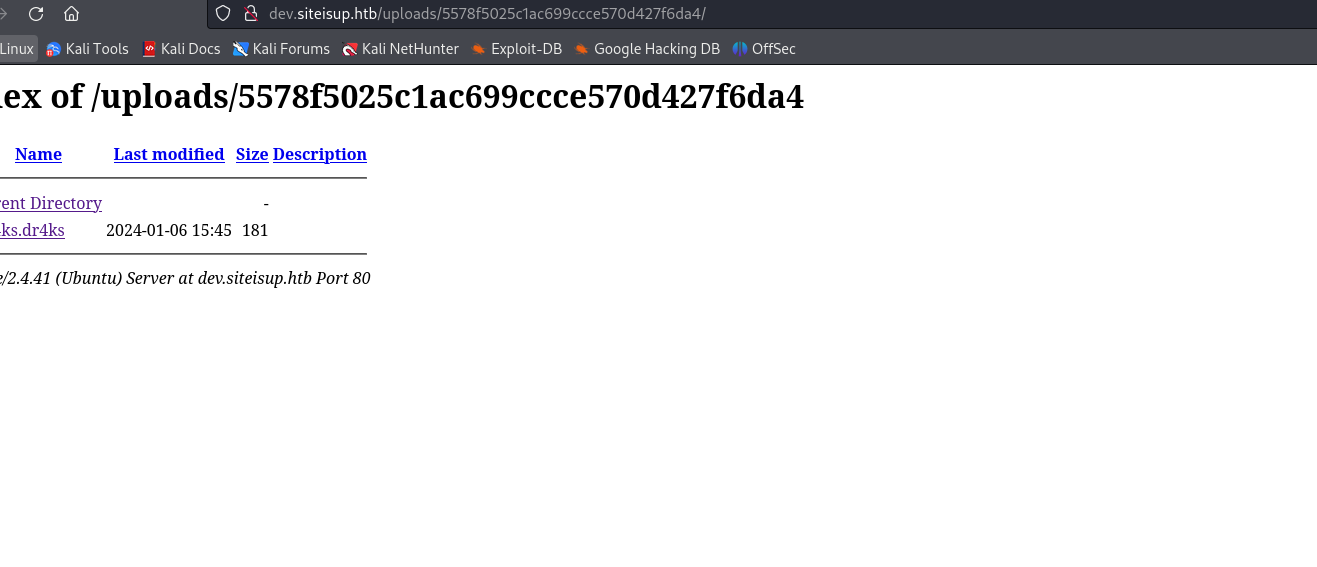 dev.siteisup.htb/uploads/5578f5025c1ac699ccce570d427f6da4/
Linux Kali Tools Kali Docs Kali Forums Kali NetHunter Exploit-DB Google Hacking DB OffSec
ex of /uploads/5578f5025c1ac699ccce570d427f6da4
Name Last modified Size Description
ent Directory -
ks.dr4ks 2024-01-06 15:45 181
/2.4.41 (Ubuntu) Server at dev.siteisup.htb Port 80